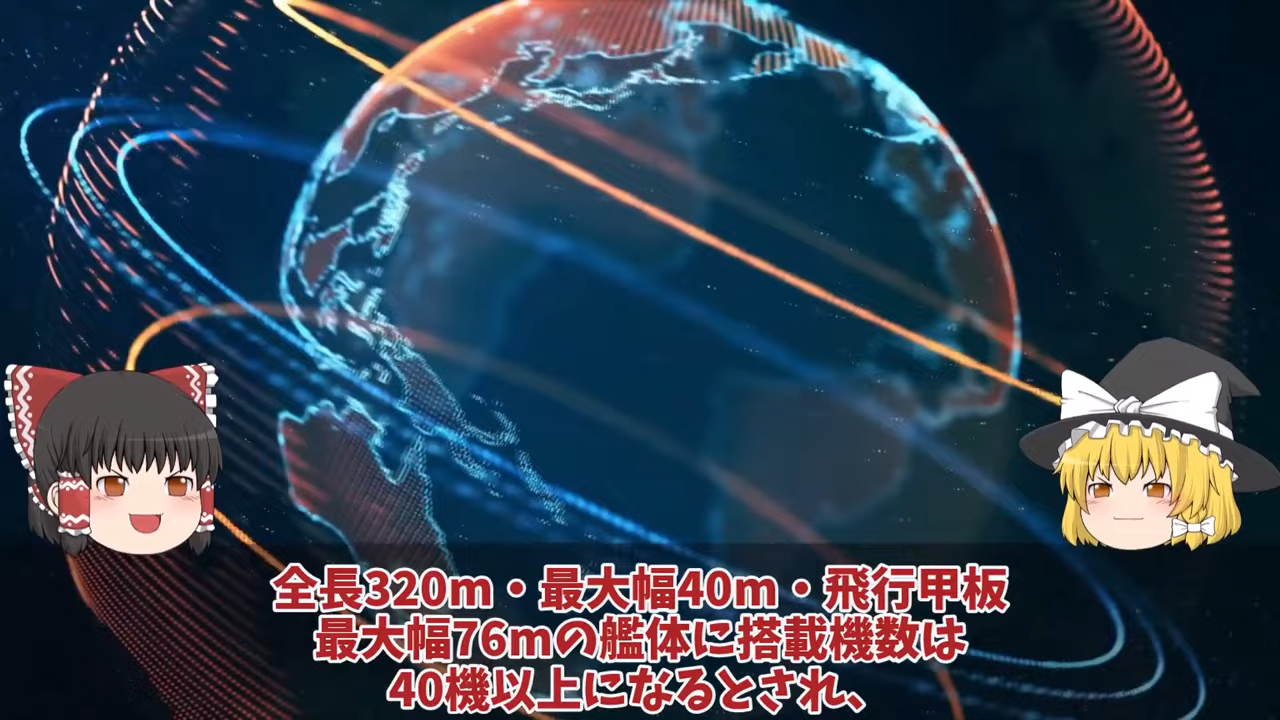 全長320m・最大幅40m・飛行甲板
最大幅76mの艦体に搭載機数は
40機以上になるとされ、